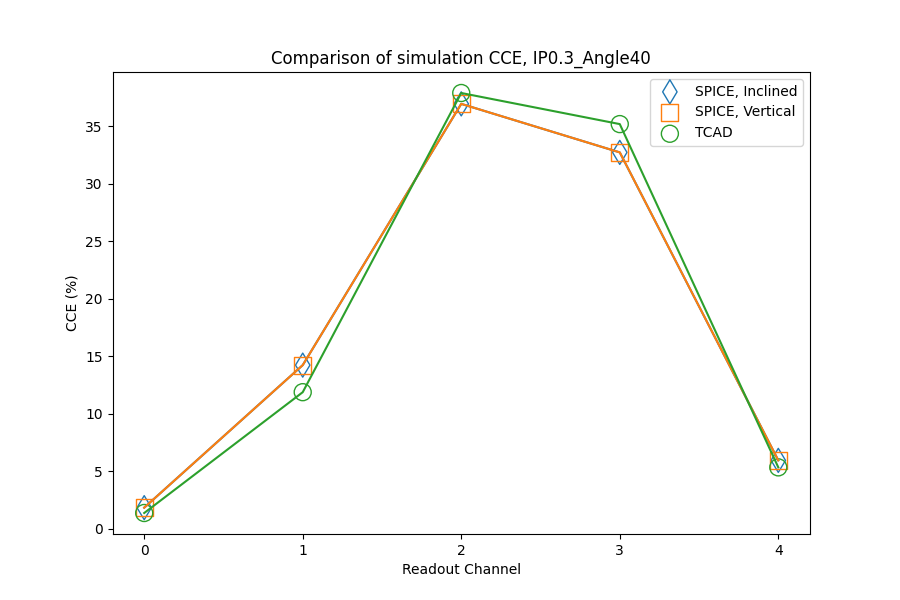 Comparison of simulation CCE, IP0.3_Angle40
SPICE, Inclined
SPICE, Vertical
TCAD
35
30
25
20
15
10
5
0
CCE (%)
0 1 2 3 4
Readout Channel